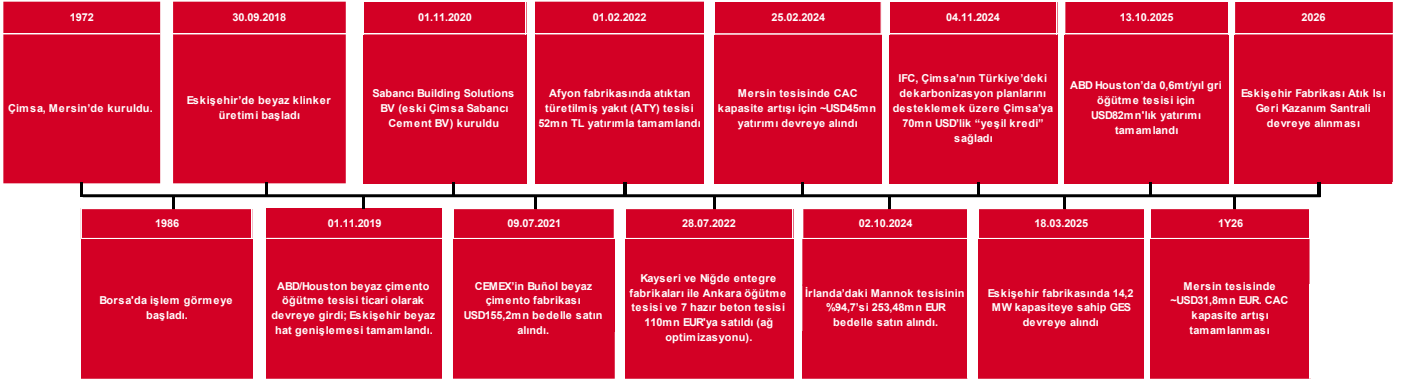 1972
Çimsa, Mersin'de kuruldu.
30.09.2018
Eskişehir'de beyaz klinker
üretimi başladı
01.11.2020
Sabancı Building Solutions
BV (eski Çimsa Sabancı
Cement BV) kuruldu
01.02.2022
Afyon fabrikasında atıktan
türetilmiş yakıt (ATY) tesisi
52mn TL yatırımla tamamlandı
25.02.2024
Mersin tesisinde CAC
kapasite artışı için ~USD45mn
yatırımı devreye alındı
04.11.2024
IFC, Çimsa'nın Türkiye'deki
dekarbonizasyon planlarını
desteklemek üzere Çimsa'ya
70mn USD'lik “yeşil kredi”
sağladı
13.10.2025
ABD Houston'da 0,6mt/yıl gri
öğütme tesisi için
USD82mn'lık yatırımı
tamamlandı
2026
Eskişehir Fabrikası Atık Isı
Geri Kazanım Santrali
devreye alınması
1986
Borsa'da işlem görmeye
başladı.
01.11.2019
ABD/Houston beyaz çimento
öğütme tesisi ticari olarak
devreye girdi; Eskişehir beyaz
hat genişlemesi tamamlandı.
09.07.2021
CEMEX'in Buñol beyaz
çimento fabrikası
USD155,2mn bedelle satın
alındı.
28.07.2022
Kayseri ve Niğde entegre
fabrikaları ile Ankara öğütme
tesisi ve 7 hazır beton tesisi
110mn EUR'ya satıldı (ağ
optimizasyonu).
02.10.2024
İrlanda'daki Mannok tesisinin
%94,7'si 253,48mn EUR
bedelle satın alındı.
18.03.2025
Eskişehir fabrikasında 14,2
MW kapasiteye sahip GES
devreye alındı
1Y26
Mersin tesisinde
~USD31,8mn EUR. CAC
kapasite artışı
tamamlanması